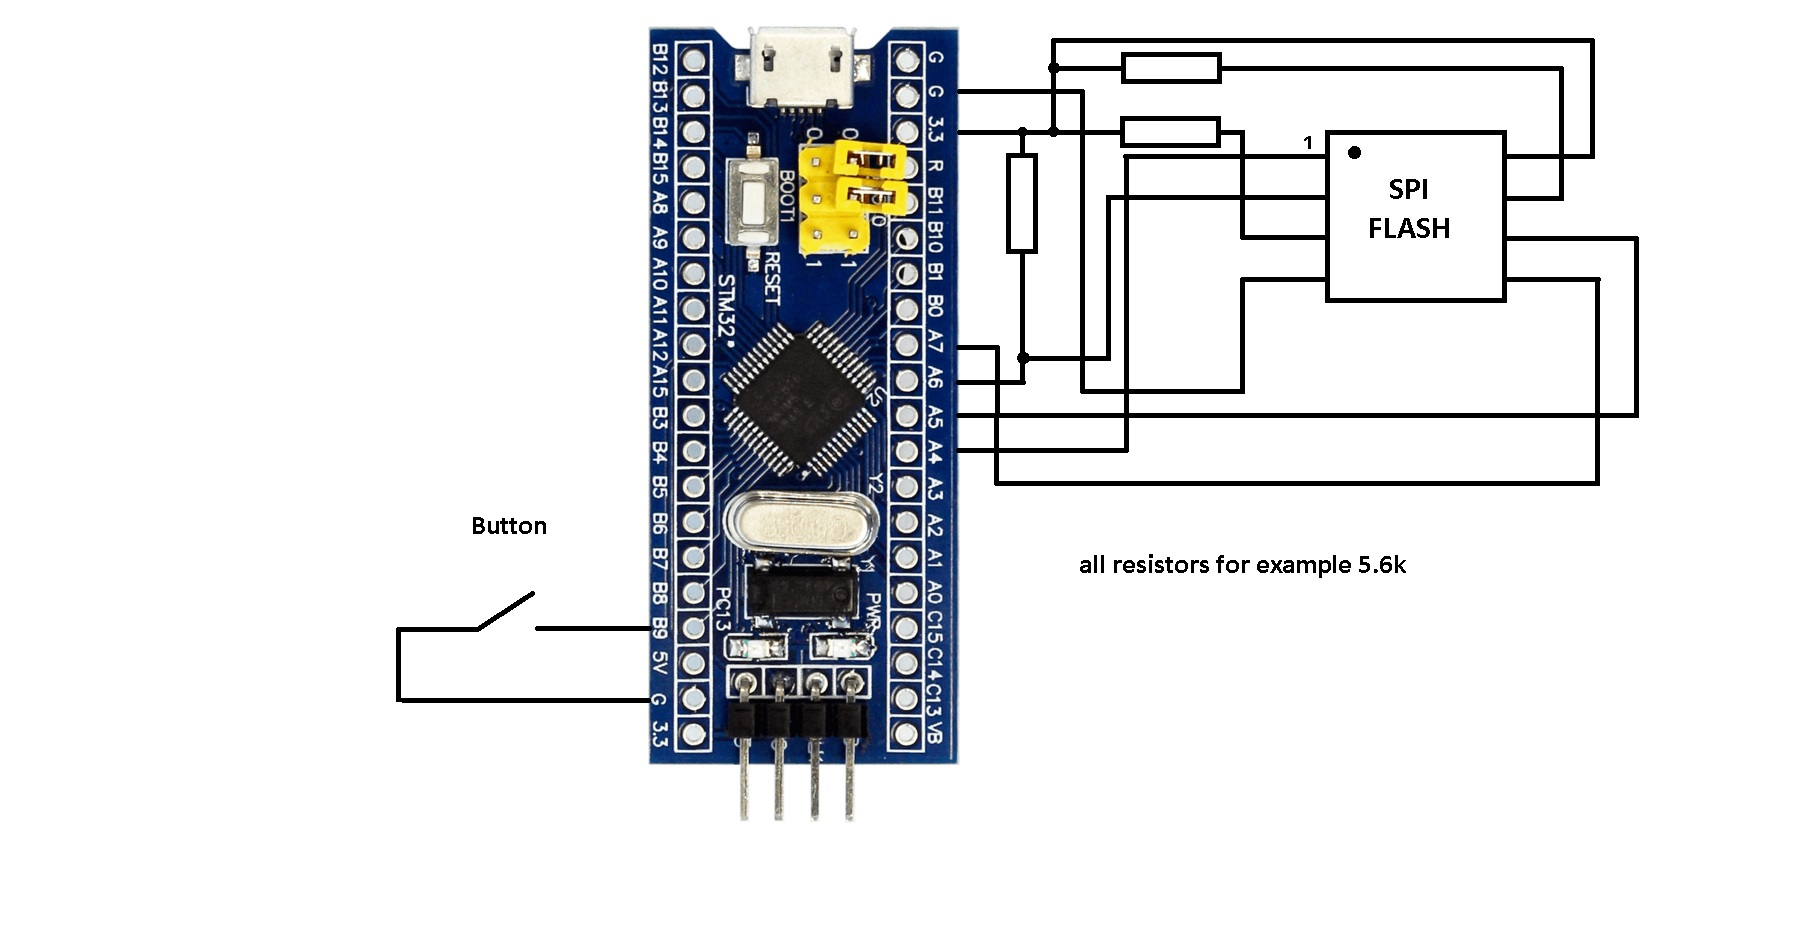 B12
B13
B14
B15
A8
A9
A10
A11
A12
A15
B3
B4
B5
B6
B7
B8
B9
5V
G
3.3
G
G
3.3
R
B11
B10
B1
B0
A7
A6
A5
A4
A3
A2
A1
A0
C15
C14
C13
VB
0
0
BOOT1
0
1
1
RESET
STM32
U2
Y2
Y1
PC13
PWR
1
SPI
FLASH
Button
all resistors for example 5.6k